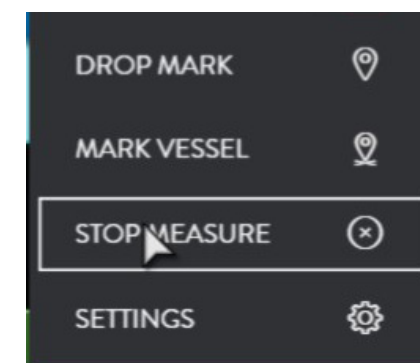 DROP MARK
MARK VESSEL
STOP MEASURE
SETTINGS